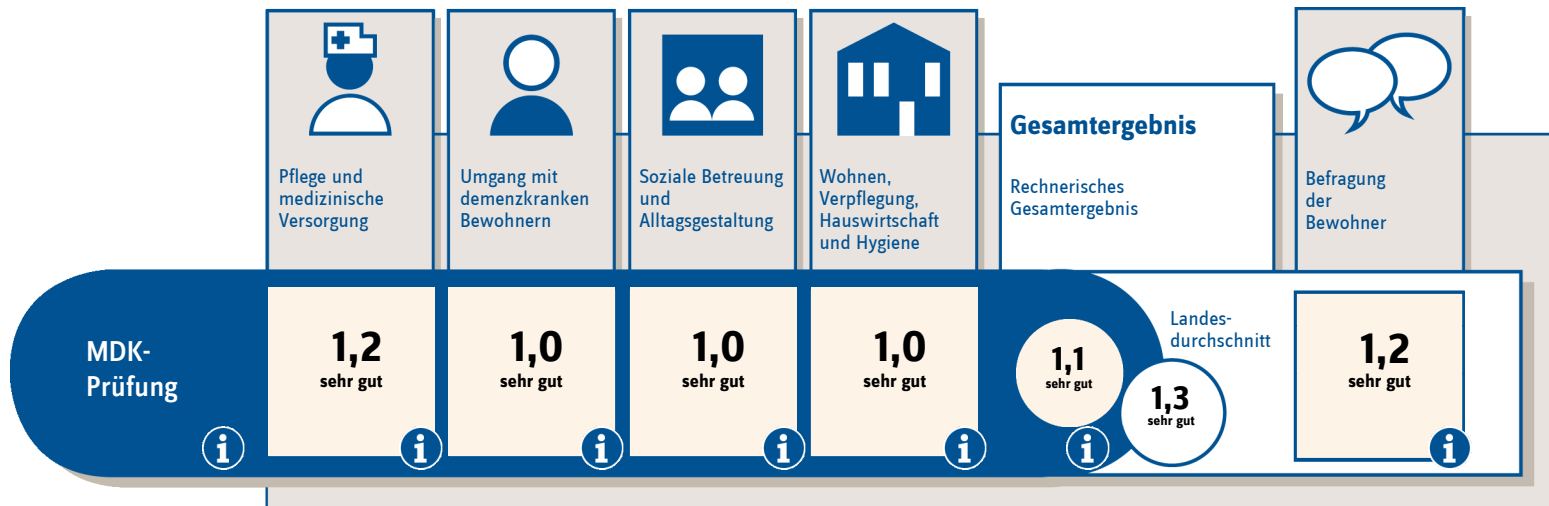 Pflege und
medizinische
Versorgung
Umgang mit
demenzkranken
Bewohnern
Soziale Betreuung
und
Alltagsgestaltung
Wohnen,
Verpflegung,
Hauswirtschaft
und Hygiene
Gesamtergebnis
Rechnerisches
Gesamtergebnis
Befragung
der
Bewohner
MDK-
Prüfung
i
1,2
sehr gut
i
1,0
sehr gut
i
1,0
sehr gut
i
1,0
sehr gut
i
1,1
sehr gut
i
Landes-
durchschnitt
1,3
sehr gut
1,2
sehr gut
i